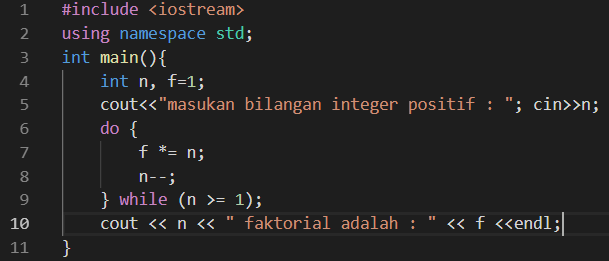 1 #include <iostream>
2 using namespace std;
3 int main(){
4 int n, f=1;
5 cout<<"masukan bilangan integer positif : "; cin>>n;
6 do {
7 f *= n;
8 n--;
9 } while (n >= 1);
10 cout << n << " faktorial adalah : " << f <<endl;
11 }